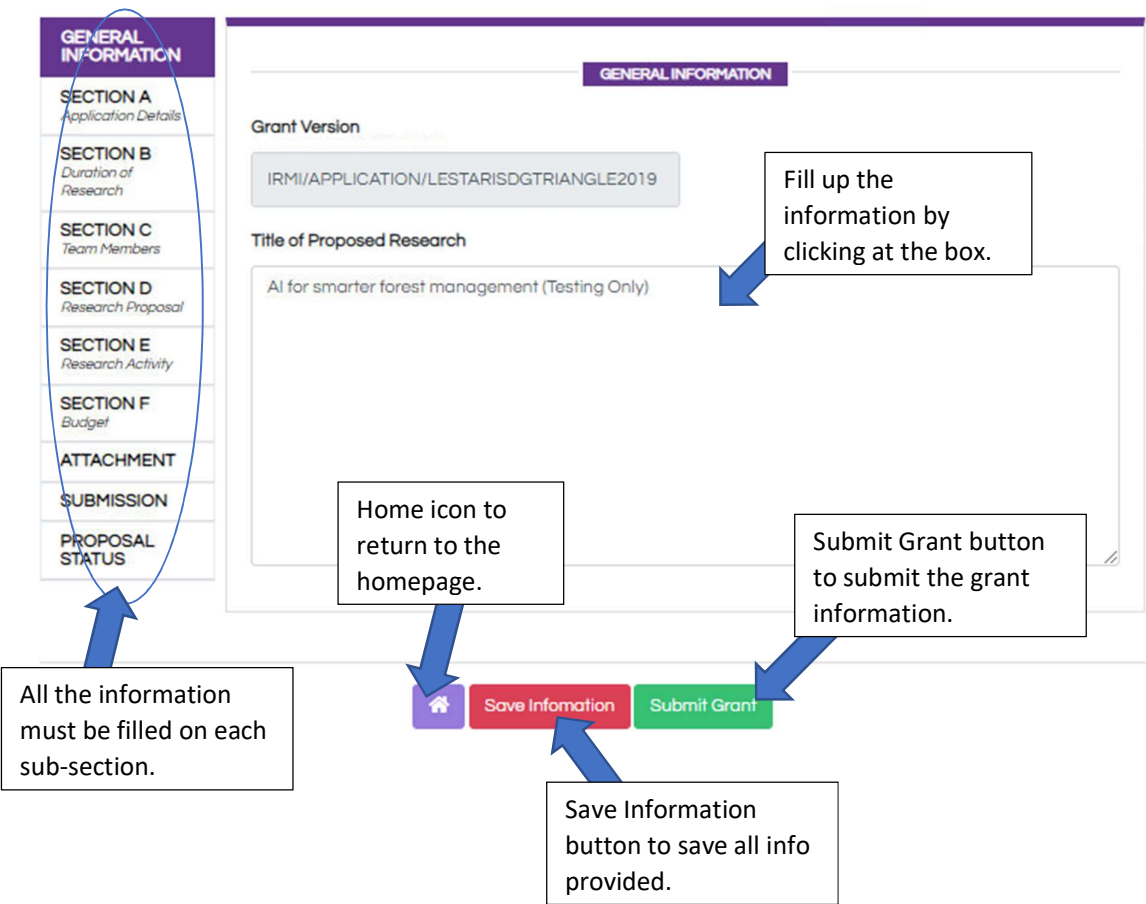 GENERAL
INFORMATION
SECTION A
Application Details
SECTION B
Duration of
Research
SECTION C
Team Members
SECTION D
Research Proposal
SECTION E
Research Activity
SECTION F
Budget
ATTACHMENT
SUBMISSION
PROPOSAL
STATUS
GENERAL INFORMATION
Grant Version
IRMI/APPLICATION/LESTARISDGTRIANGLE2019
Title of Proposed Research
AI for smarter forest management (Testing Only)
Fill up the
information by
clicking at the box.
Home icon to
return to the
homepage.
Submit Grant button
to submit the grant
information.
All the information
must be filled on each
sub-section.
Save Infomation
Submit Grant
Save Information
button to save all info
provided.